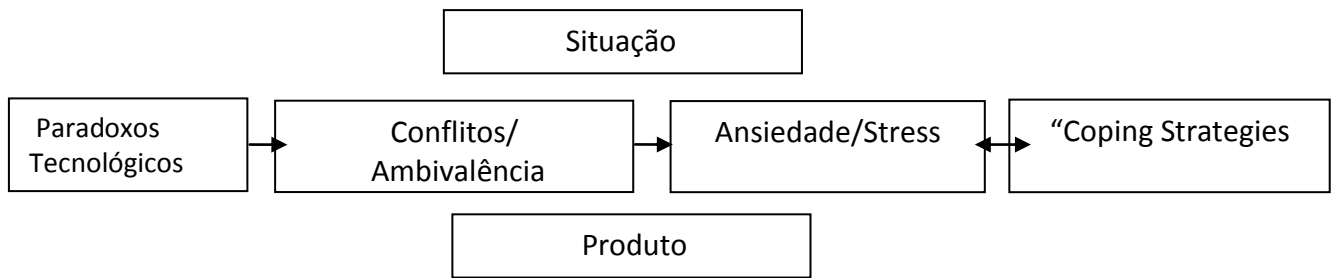 Situação
Paradoxos
Tecnológicos
Conflitos/
Ambivalência
Ansiedade/Stress
“Coping Strategies
Produto